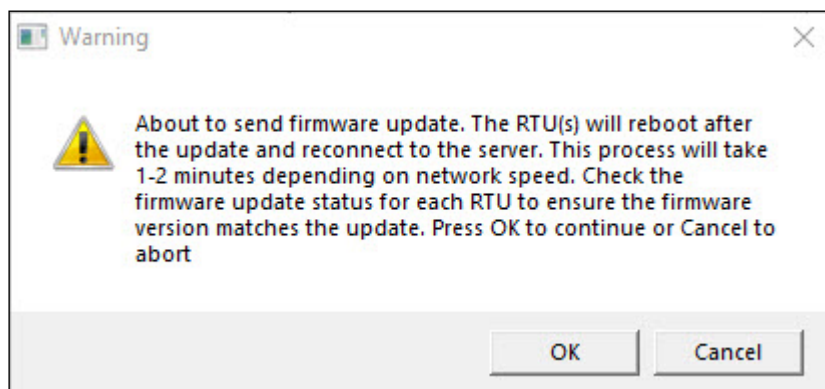 Warning
About to send firmware update. The RTU(s) will reboot after
the update and reconnect to the server. This process will take
1-2 minutes depending on network speed. Check the
firmware update status for each RTU to ensure the firmware
version matches the update. Press OK to continue or Cancel to
abort
OK
Cancel